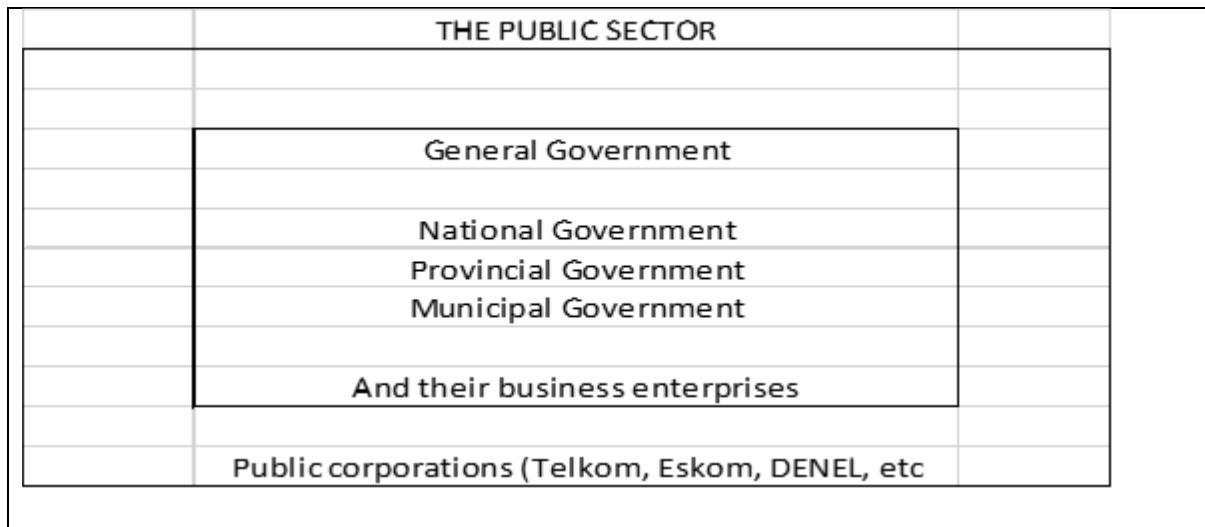 THE PUBLIC SECTOR
General Government
National Government
Provincial Government
Municipal Government
And their business enterprises
Public corporations (Telkom, Eskom, DENEL, etc